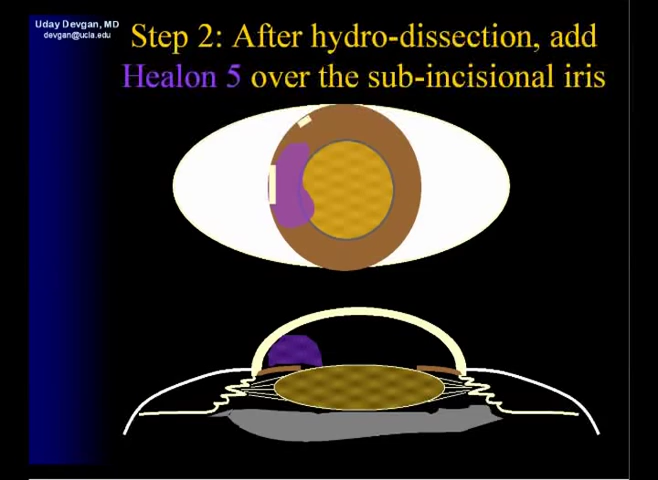 Uday Devgan, MD
devgan@ucla.edu
Step 2: After hydro-dissection, add
Healon 5 over the sub-incisional iris